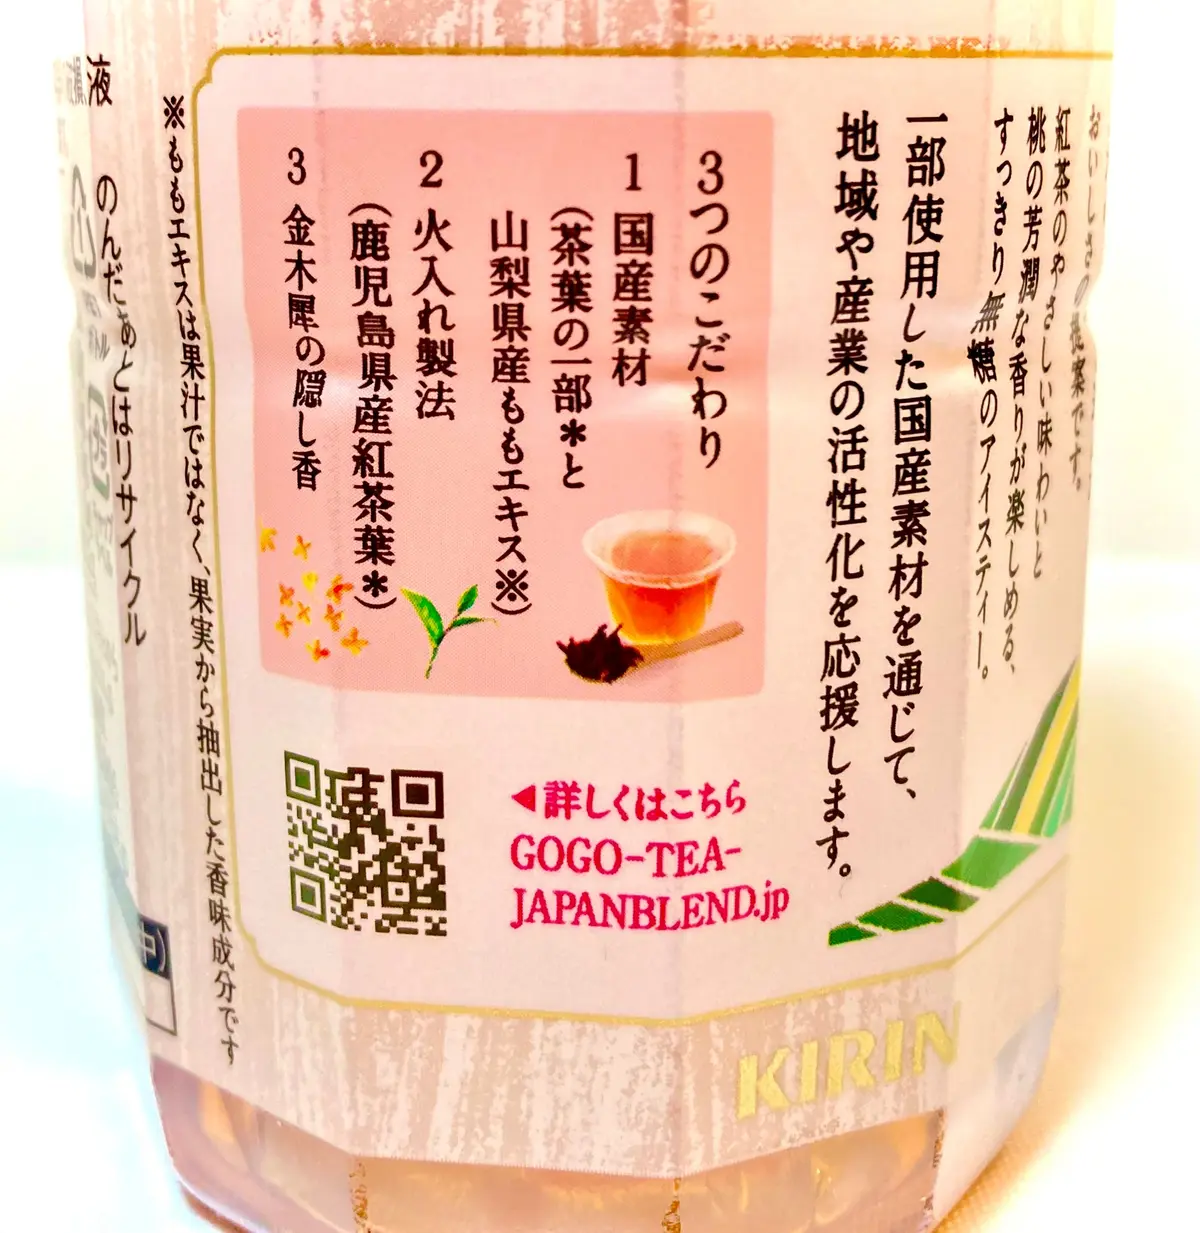 おいしさの
提案です。
紅茶のやさしい味わいと
桃の芳潤な香りが楽しめる、
すっきり無糖のアイスティー。
一部使用した国産素材を通じて、
地域や産業の活性化を応援します。
3つのこだわり
1 国産素材
(茶葉の一部*と
山梨県産ももエキス※)
2 火入れ製法
(鹿児島県産紅茶葉*)
3 金木犀の隠し香
◀詳しくはこちら
GOGO-TEA-
JAPANBLEND.jp
KIRIN
※ももエキスは果汁ではなく、果実から抽出した香味成分です
のんだあとはリサイクル
液